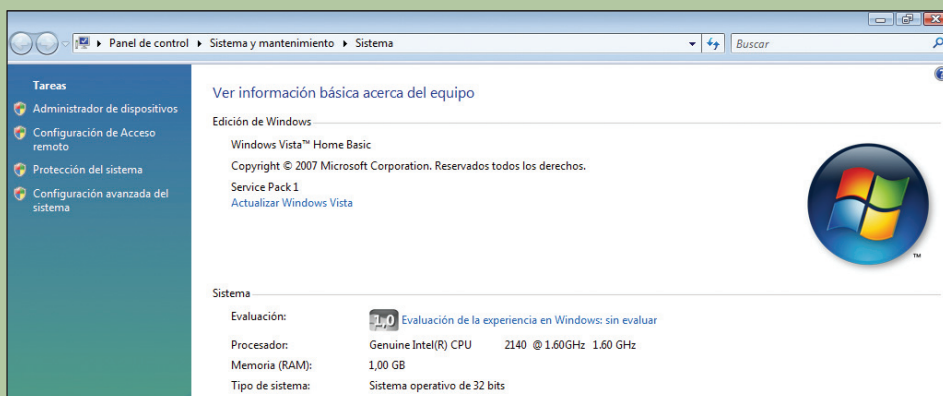 Panel de control ▸ Sistema y mantenimiento ▸ Sistema
Buscar
Tareas
Administrador de dispositivos
Configuración de Acceso
remoto
Protección del sistema
Configuración avanzada del
sistema
Ver información básica acerca del equipo
Edición de Windows
Windows Vista™ Home Basic
Copyright © 2007 Microsoft Corporation. Reservados todos los derechos.
Service Pack 1
Actualizar Windows Vista
TM
Sistema
Evaluación: 1,0 Evaluación de la experiencia en Windows: sin evaluar
Procesador: Genuine Intel(R) CPU 2140 @ 1.60GHz 1.60 GHz
Memoria (RAM): 1,00 GB
Tipo de sistema: Sistema operativo de 32 bits